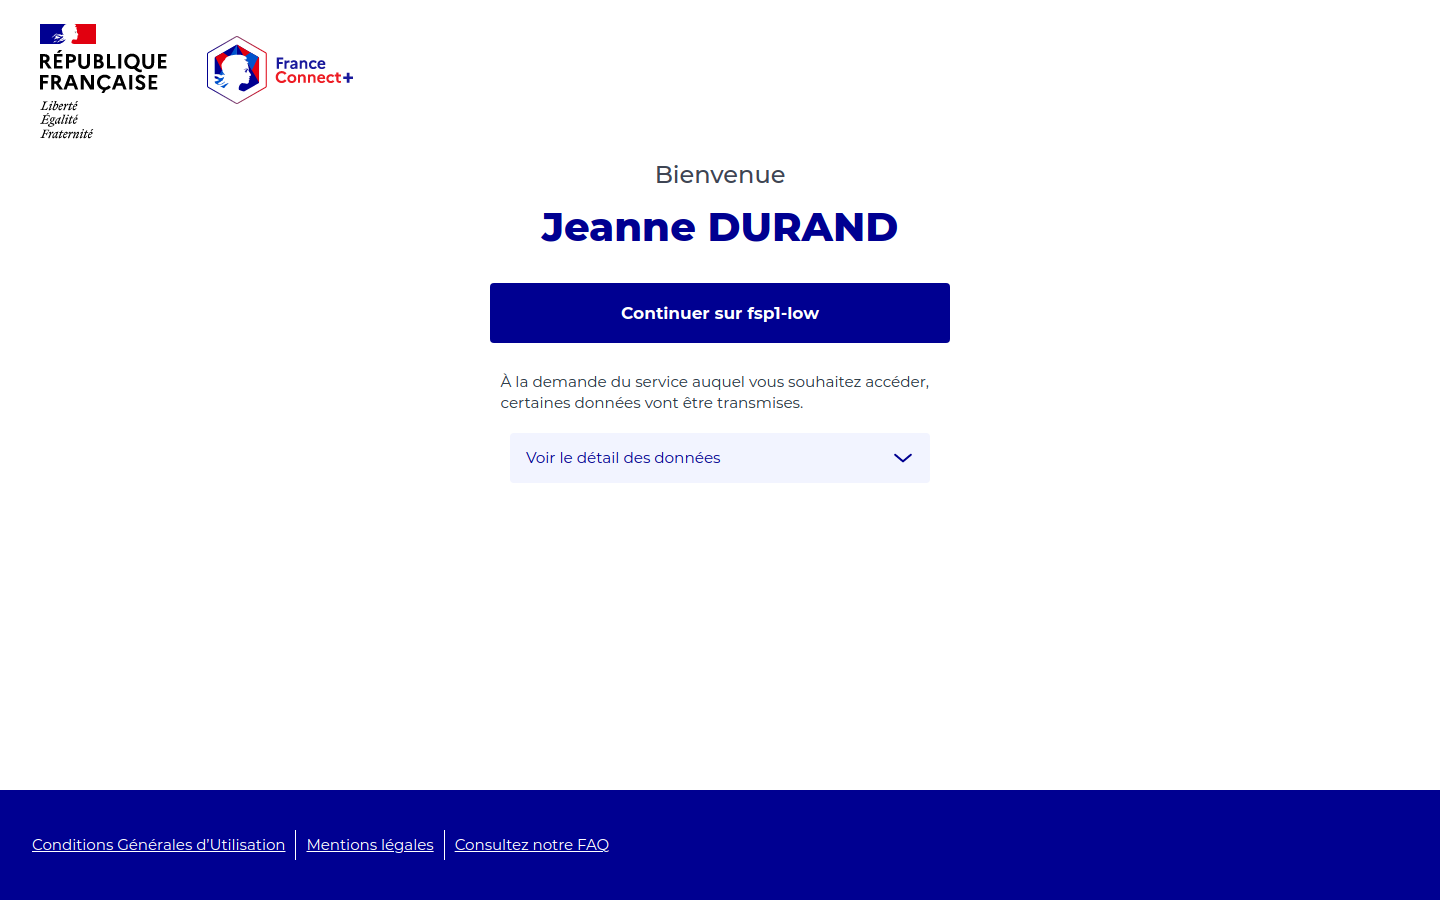 RÉPUBLIQUE
FRANÇAISE
Liberté
Égalité
Fraternité
France
Connect+
Bienvenue
Jeanne DURAND
Continuer sur fsp1-low
À la demande du service auquel vous souhaitez accéder,
certaines données vont être transmises.
Voir le détail des données
Conditions Générales d’Utilisation
Mentions légales
Consultez notre FAQ